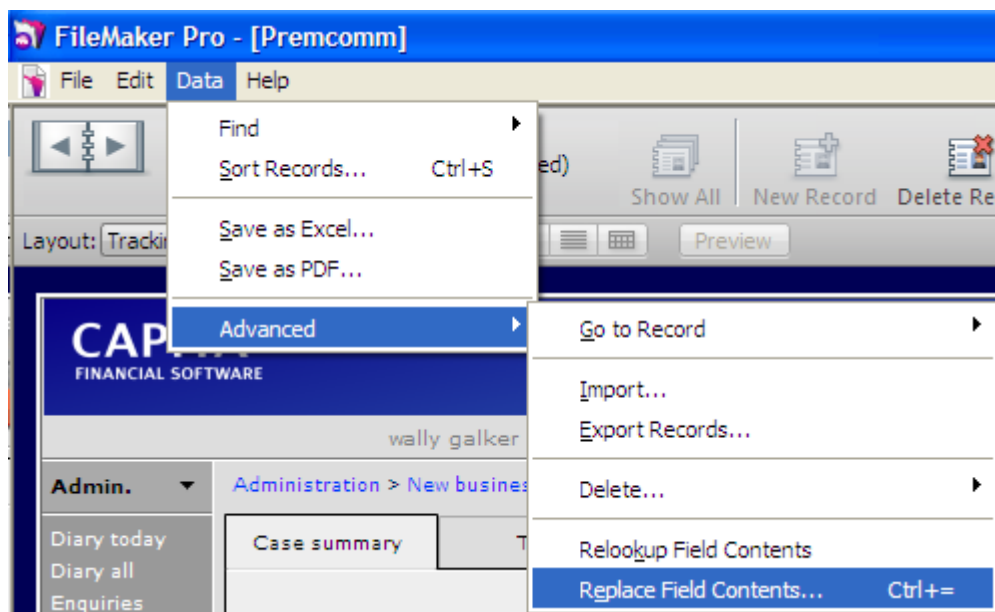 FileMaker Pro - [Premcomm]
File Edit Data Help
Find
Sort Records... Ctrl+S
Save as Excel...
Save as PDF...
Advanced
ed)
Show All New Record Delete Re
Layout: Tracki
Preview
Go to Record
Import...
Export Records...
Delete...
Relookup Field Contents
Replace Field Contents... Ctrl+=
FINANCIAL SOFTWARE
wally galker
Admin.
Administration > New busines
Diary today
Diary all
Enquiries
Case summary
T